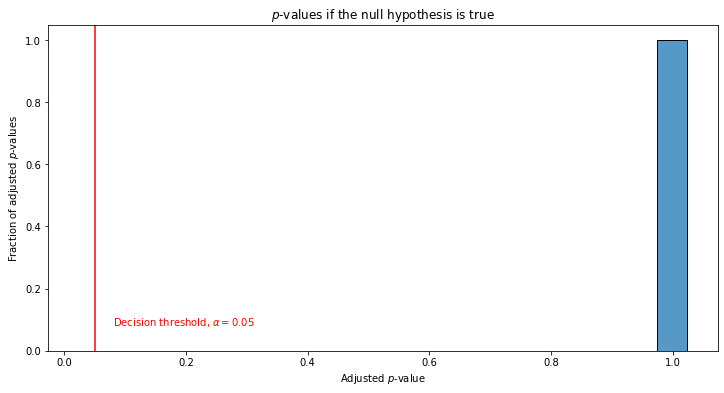 p-values if the null hypothesis is true
Fraction of adjusted p-values
1.0
0.8
0.6
0.4
0.2
0.0
Decision threshold, α = 0.05
0.0 0.2 0.4 0.6 0.8 1.0
Adjusted p-value